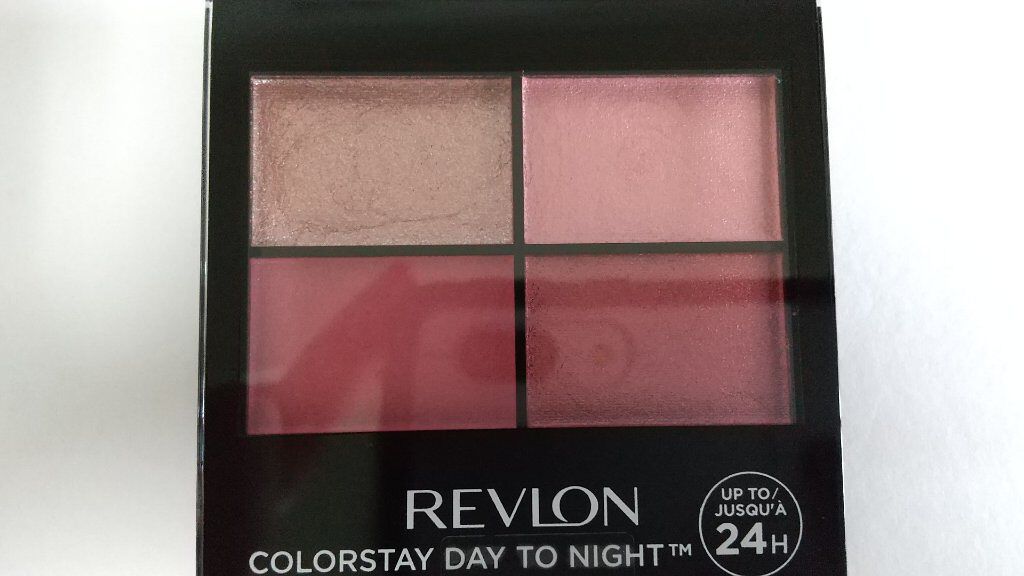 REVLON
COLORSTAY DAY TO NIGHT™
UP TO/
JUSQU'À
24H